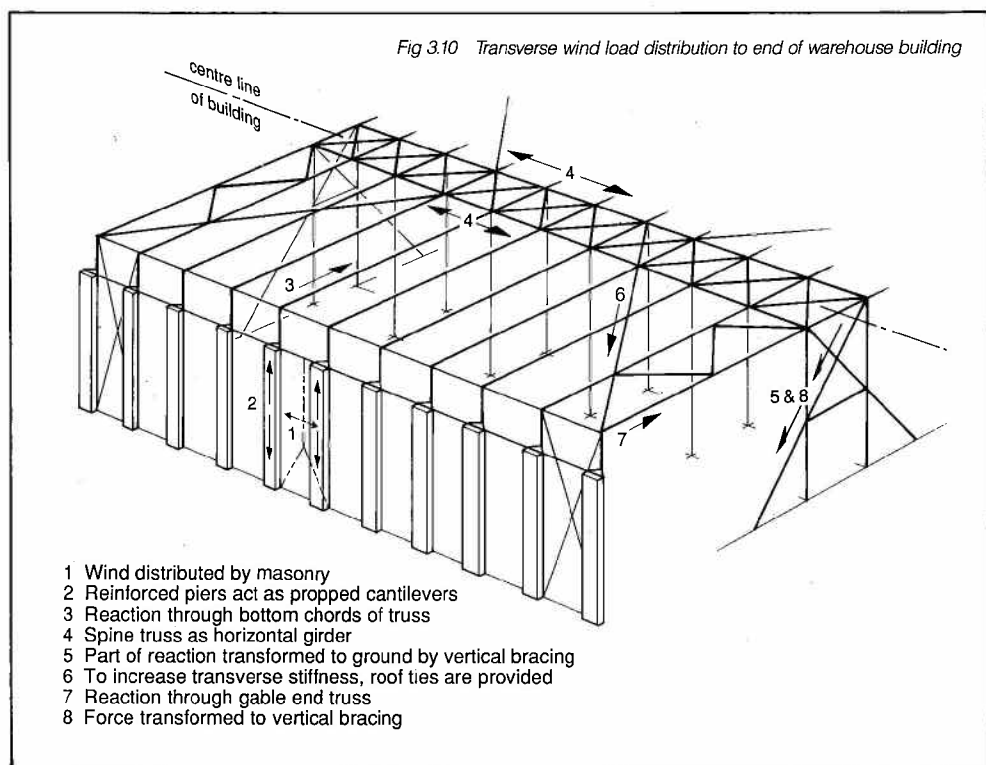 Fig 3.10 Transverse wind load distribution to end of warehouse building
centre line
of building
4
4
3
6
2
1
5 & 8
7
1 Wind distributed by masonry
2 Reinforced piers act as propped cantilevers
3 Reaction through bottom chords of truss
4 Spine truss as horizontal girder
5 Part of reaction transformed to ground by vertical bracing
6 To increase transverse stiffness, roof ties are provided
7 Reaction through gable end truss
8 Force transformed to vertical bracing